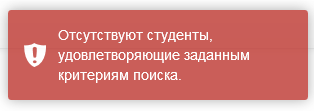 Отсутствуют студенты,
удовлетворяющие заданным
критериям поиска.